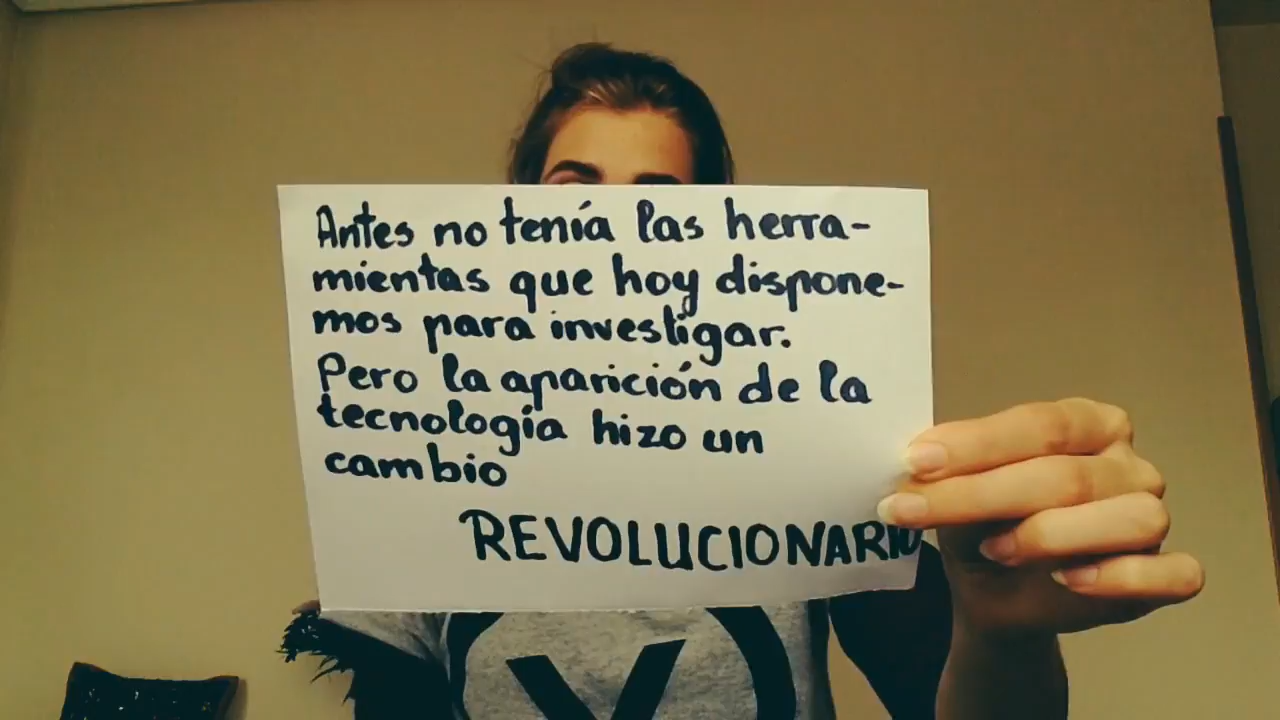 Antes no tenía las herra-
mientas que hoy dispone-
mos para investigar.
Pero la aparición de la
tecnología hizo un
cambio
REVOLUCIONARIO